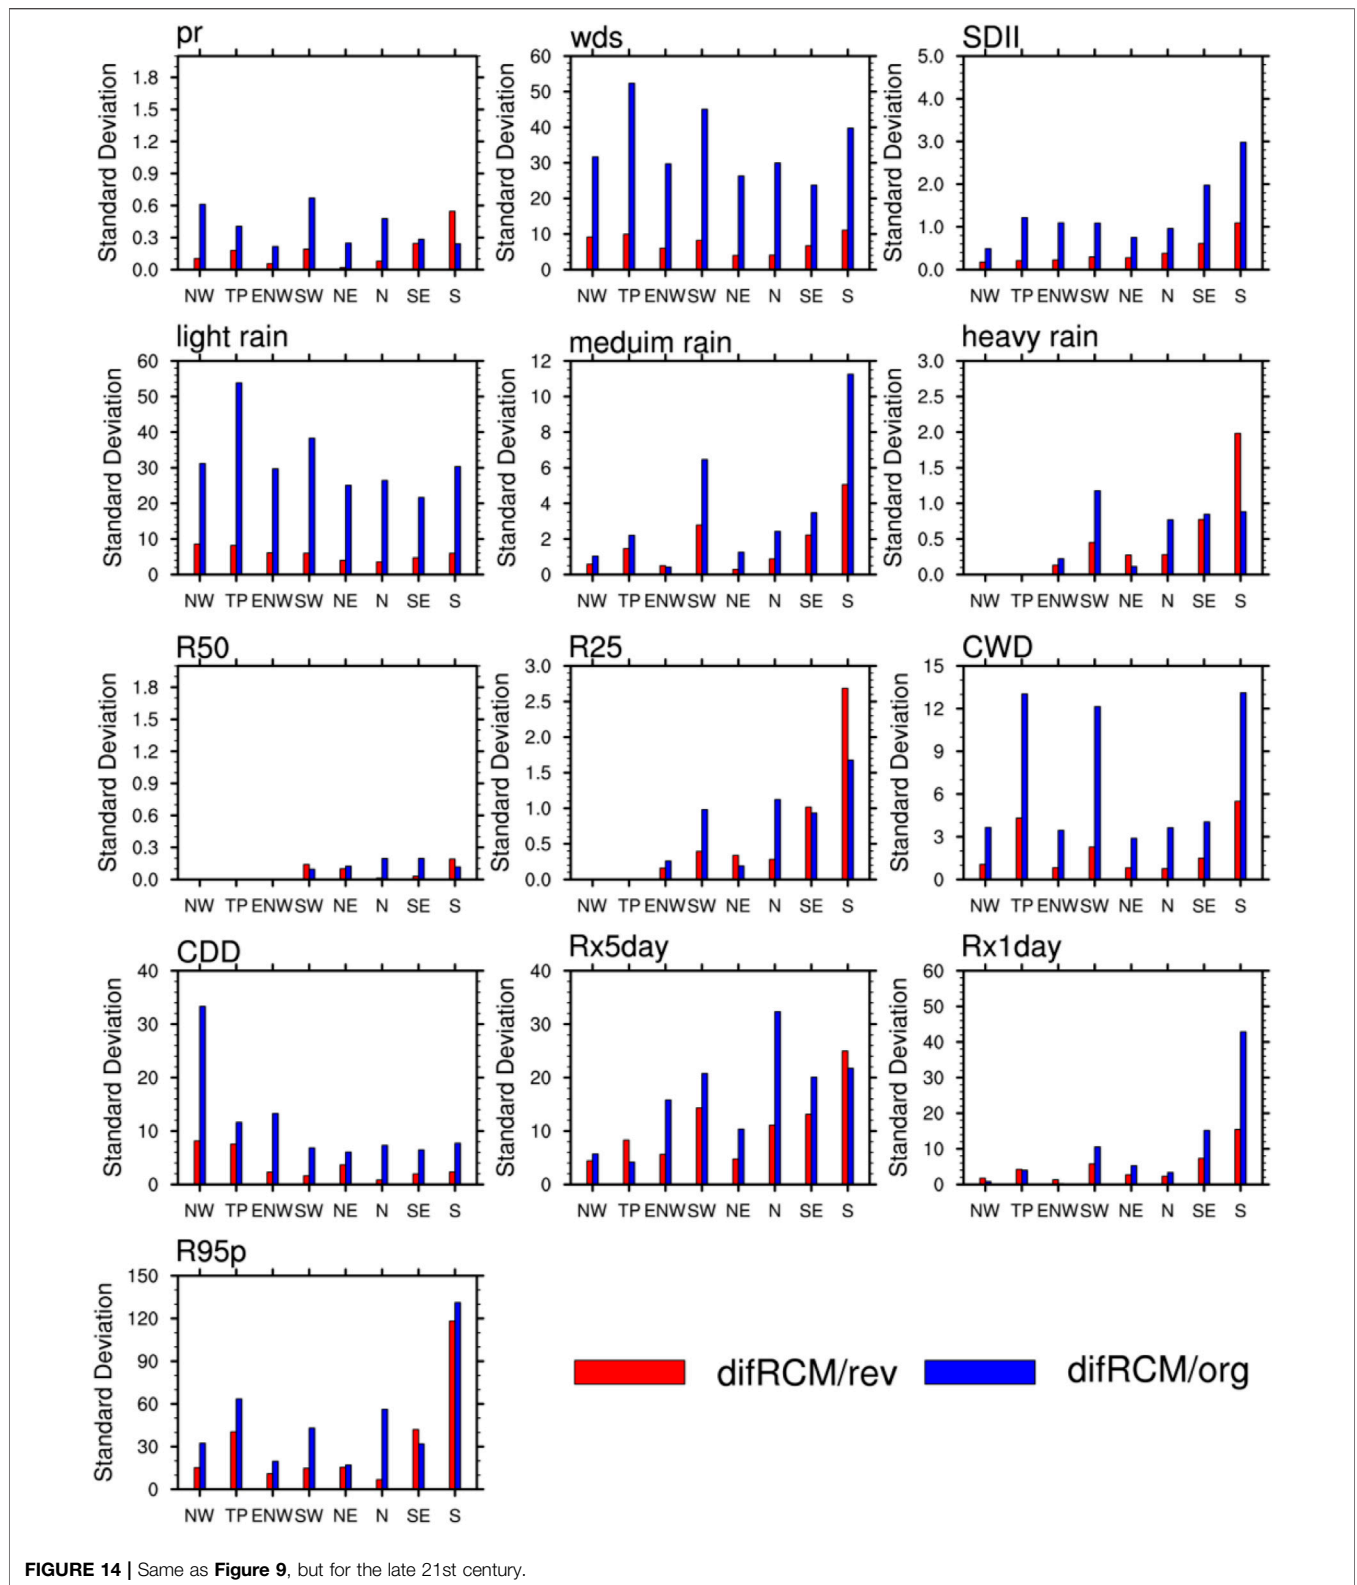 pr
wds
SDII
Standard Deviation
1.8
1.5
1.2
0.9
0.6
0.3
0.0
NW TP ENW SW NE N SE S
Standard Deviation
60
50
40
30
20
10
0
NW TP ENW SW NE N SE S
Standard Deviation
5.0
3.0
2.0
1.0
0.0
NW TP ENW SW NE N SE S
light rain
meduim rain
heavy rain
Standard Deviation
60
50
40
30
20
10
0
NW TP ENW SW NE N SE S
Standard Deviation
12
10
8
6
4
2
0
NW TP ENW SW NE N SE S
Standard Deviation
3.0
2.5
2.0
1.5
1.0
0.5
0.0
NW TP ENW SW NE N SE S
R50
R25
CWD
Standard Deviation
1.8
1.5
1.2
0.9
0.6
0.3
0.0
NW TP ENW SW NE N SE S
Standard Deviation
3.0
2.5
2.0
1.5
1.0
0.5
0.0
NW TP ENW SW NE N SE S
Standard Deviation
15
12
9
6
3
0
NW TP ENW SW NE N SE S
CDD
Rx5day
Rx1day
Standard Deviation
40
30
20
10
0
NW TP ENW SW NE N SE S
Standard Deviation
40
30
20
10
0
NW TP ENW SW NE N SE S
Standard Deviation
60
50
40
30
20
10
0
NW TP ENW SW NE N SE S
R95p
Standard Deviation
150
120
90
60
30
0
NW TP ENW SW NE N SE S
difRCM/rev difRCM/org
FIGURE 14 | Same as Figure 9, but for the late 21st century.